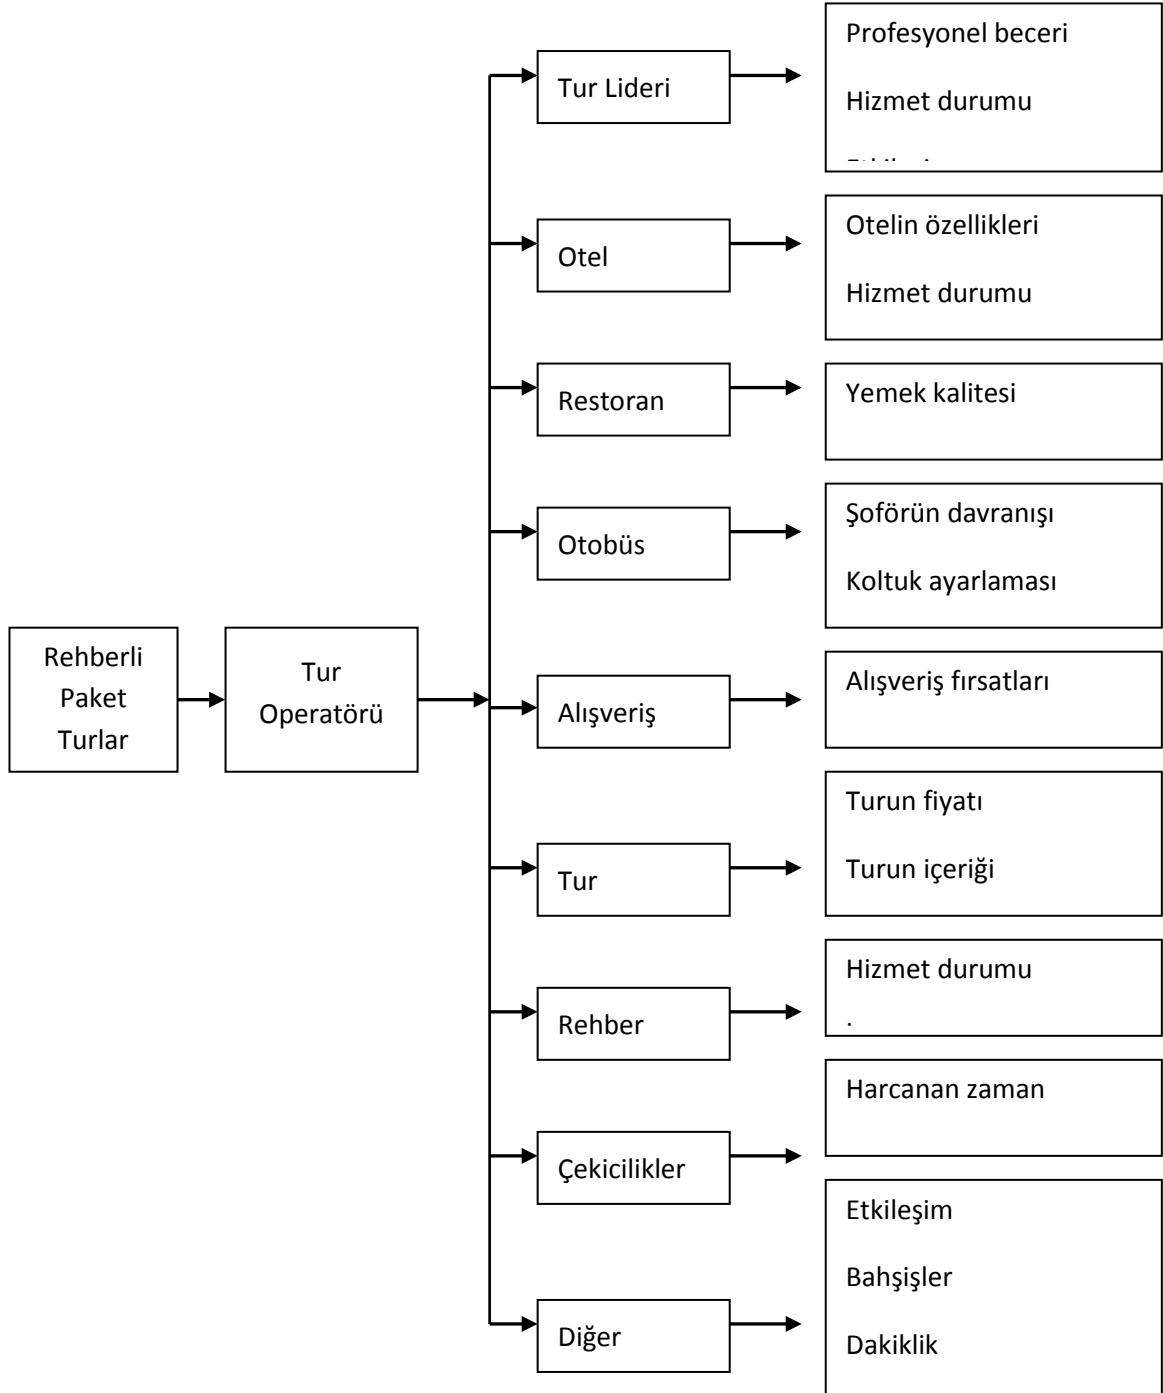 Rehberli
Paket
Turlar
Tur
Operatörü
Tur Lideri
Profesyonel beceri
Hizmet durumu
Otel
Otelin özellikleri
Hizmet durumu
Restoran
Yemek kalitesi
Otobüs
Şoförün davranışı
Koltuk ayarlaması
Alışveriş
Alışveriş fırsatları
Tur
Turun fiyatı
Turun içeriği
Rehber
Hizmet durumu
.
Çekicilikler
Harcanan zaman
Diğer
Etkileşim
Bahşişler
Dakiklik